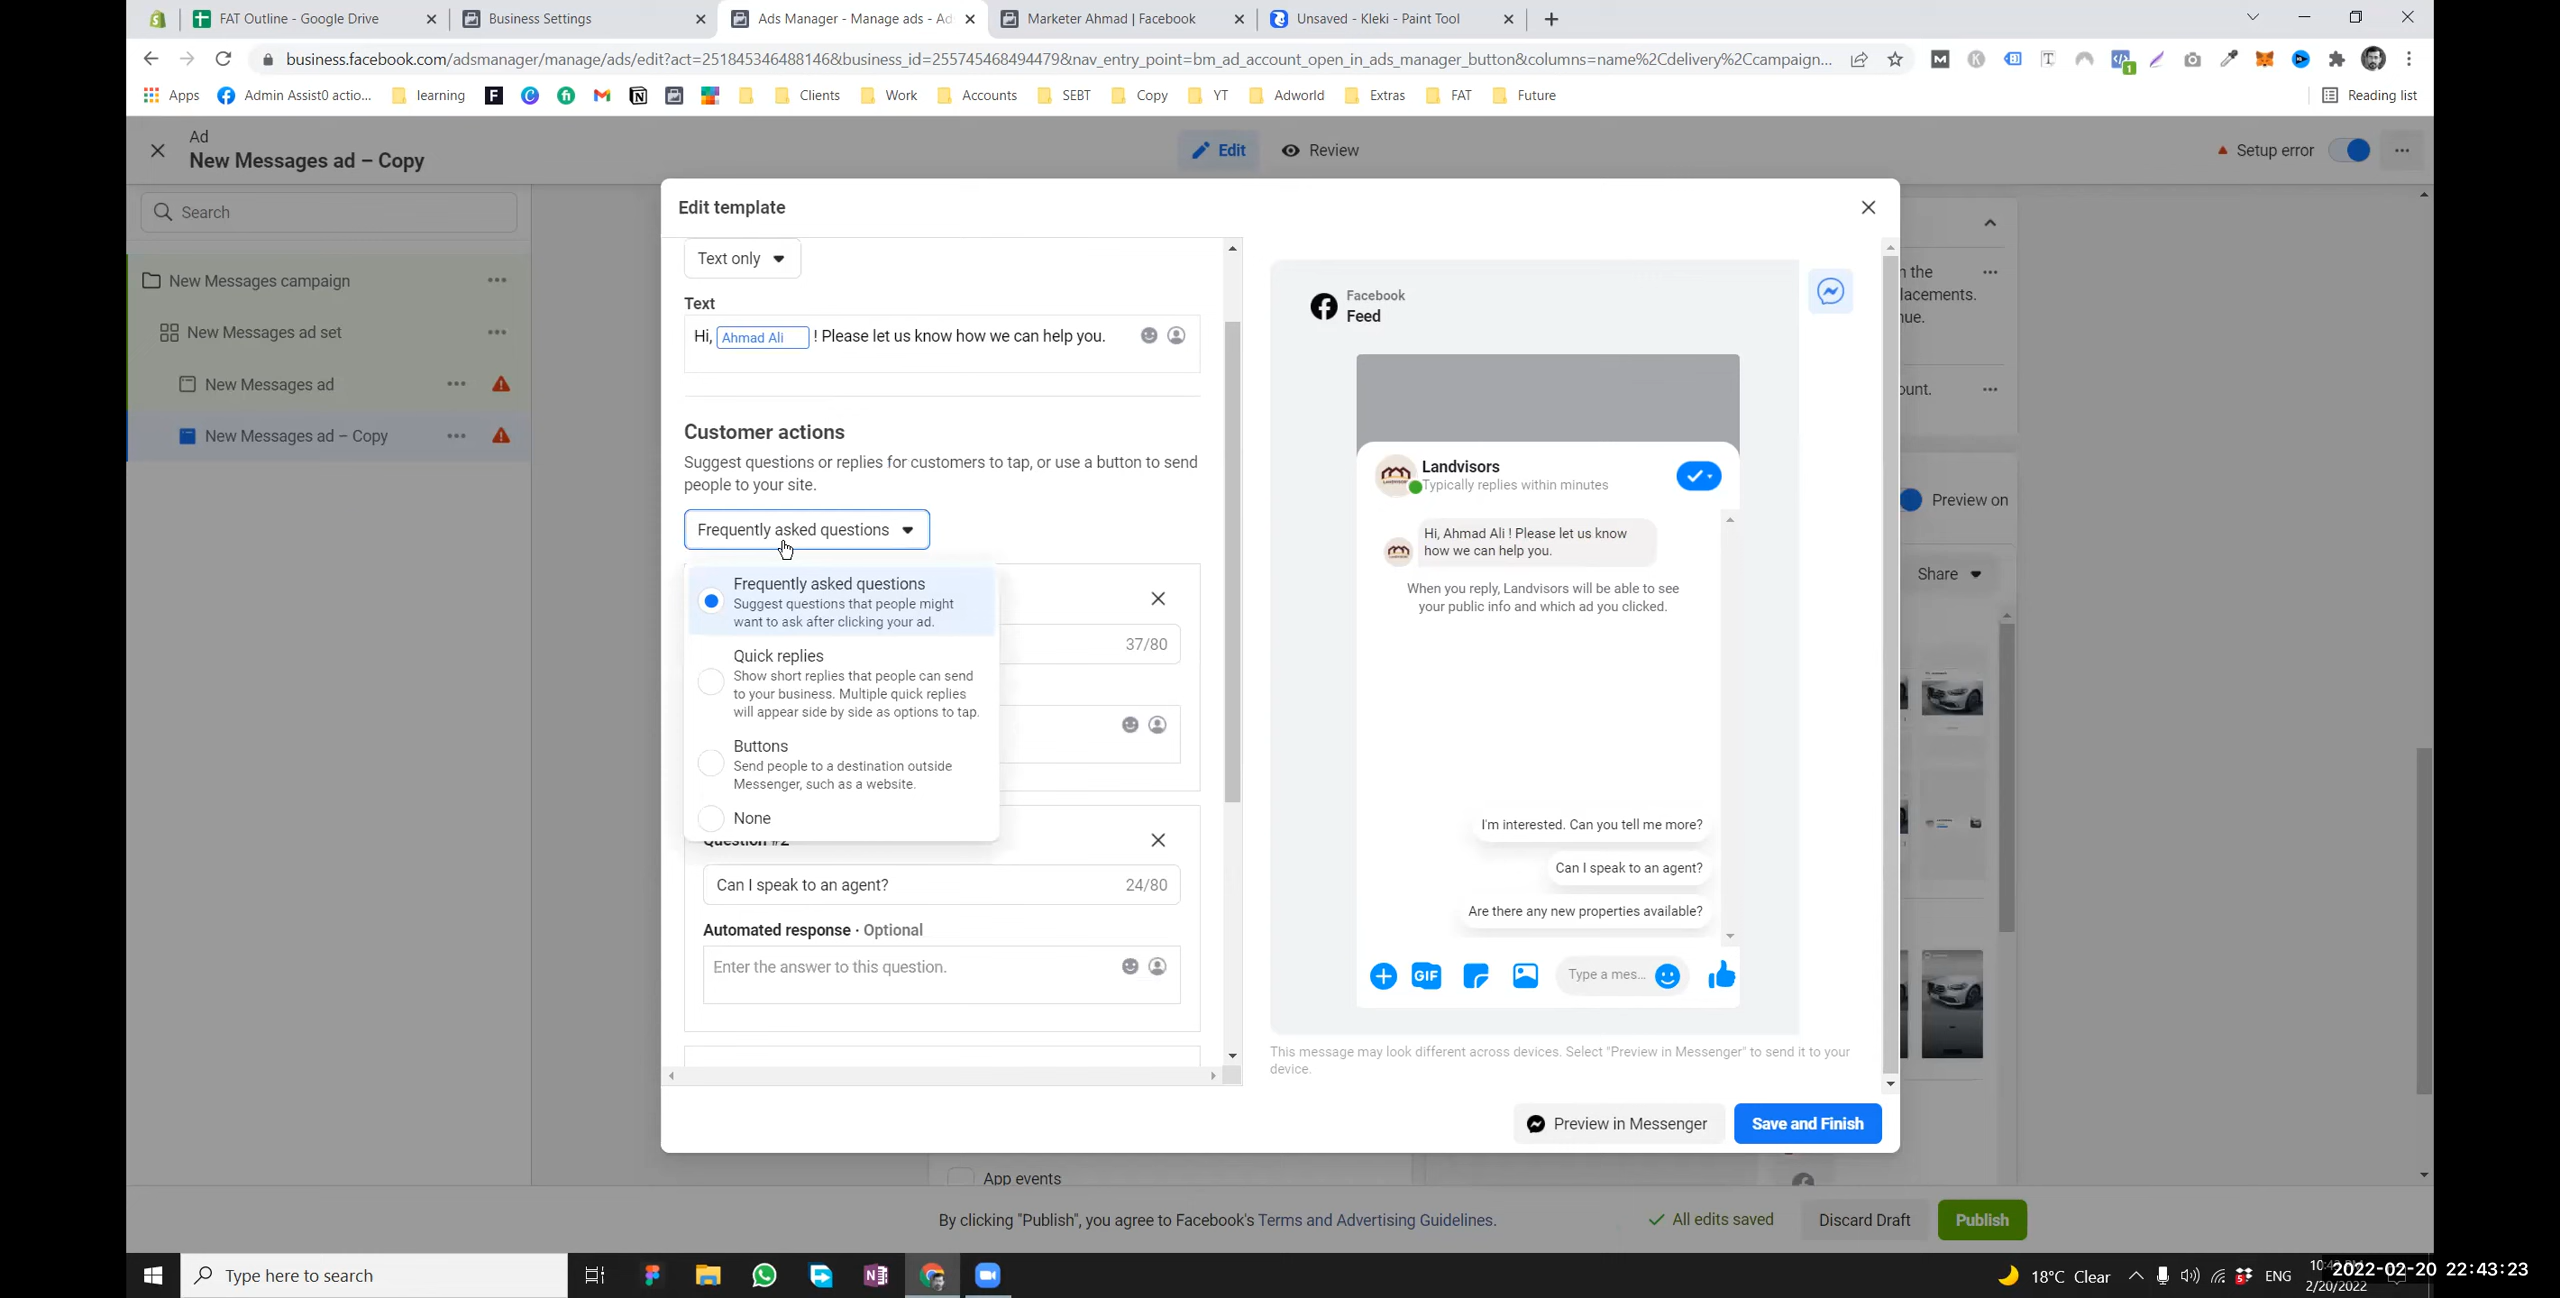 FAT Outline - Google Drive
Business Settings
Ads Manager - Manage ads - Ad
Marketer Ahmad | Facebook
Unsaved - Kleki - Paint Tool
business.facebook.com/adsmanager/manage/ads/edit?act=251845346488146&business_id=255745468494479&nav_entry_point=bm_ad_account_open_in_ads_manager_button&columns=name%2Cdelivery%2Ccampaign...
Apps
Admin Assist0 actio...
learning
Clients
Work
Accounts
SEBT
Copy
YT
Adworld
Extras
FAT
Future
Reading list
Ad
New Messages ad – Copy
Edit
Review
Setup error
Search
New Messages campaign
New Messages ad set
New Messages ad
New Messages ad – Copy
Edit template
Text only
Text
Hi, Ahmad Ali ! Please let us know how we can help you.
Customer actions
Suggest questions or replies for customers to tap, or use a button to send
people to your site.
Frequently asked questions
Frequently asked questions
Suggest questions that people might
want to ask after clicking your ad.
37/80
Quick replies
Show short replies that people can send
to your business. Multiple quick replies
will appear side by side as options to tap.
Buttons
Send people to a destination outside
Messenger, such as a website.
None
Question #2
Can I speak to an agent?
24/80
Automated response · Optional
Enter the answer to this question.
Facebook
Feed
Landvisors
Typically replies within minutes
Hi, Ahmad Ali ! Please let us know
how we can help you.
When you reply, Landvisors will be able to see
your public info and which ad you clicked.
I'm interested. Can you tell me more?
Can I speak to an agent?
Are there any new properties available?
GIF
Type a mes...
This message may look different across devices. Select "Preview in Messenger" to send it to your
device.
Preview in Messenger
Save and Finish
n the
lacements.
ue.
ount.
Preview on
Share
App events
By clicking "Publish", you agree to Facebook's Terms and Advertising Guidelines.
All edits saved
Discard Draft
Publish
Type here to search
18°C Clear
ENG
2/20/2022
2022-02-20 22:43:23